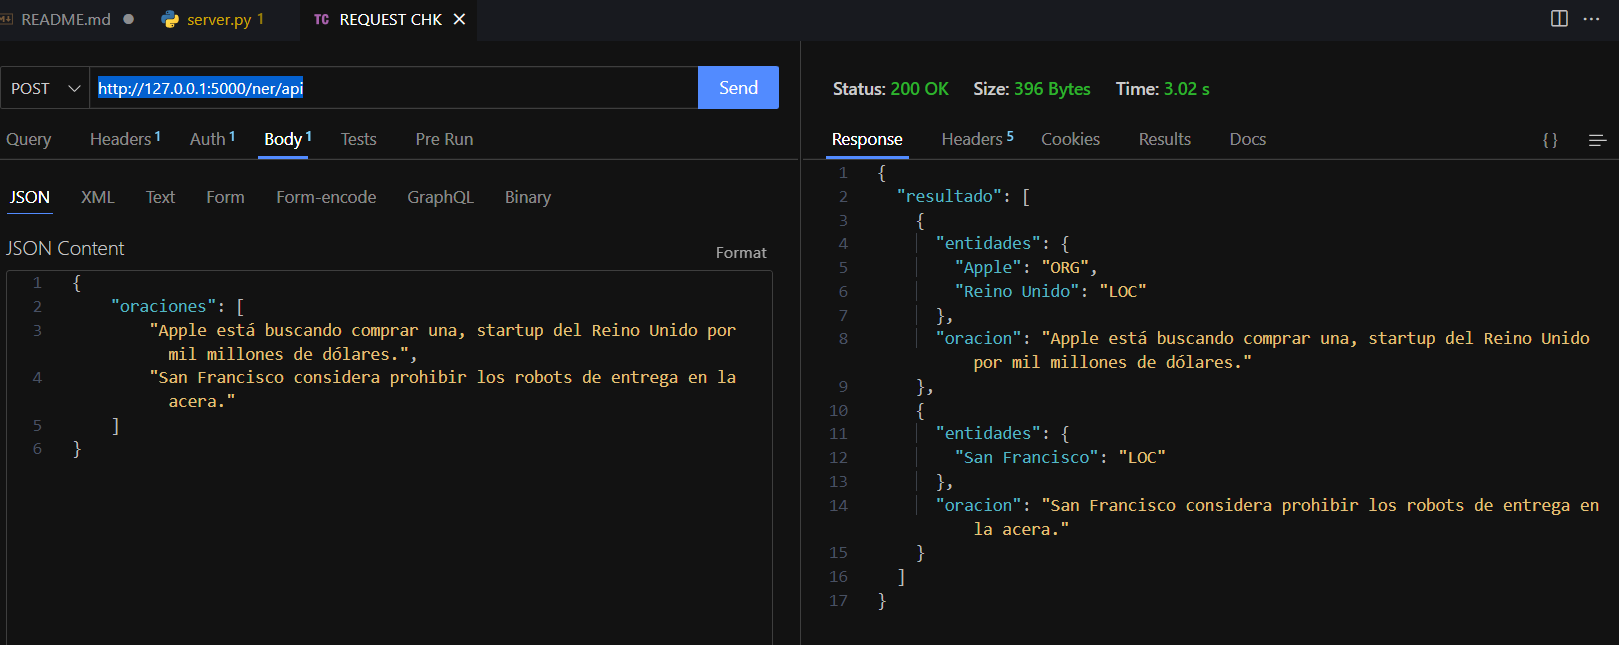 README.md
server.py 1
TC REQUEST CHK
POST
http://127.0.0.1:5000/ner/api
Send
Status: 200 OK Size: 396 Bytes Time: 3.02 s
Query Headers 1 Auth 1 Body 1 Tests Pre Run
Response Headers 5 Cookies Results Docs { }
JSON XML Text Form Form-encode GraphQL Binary
JSON Content
Format
1 {
2 "oraciones": [
3 "Apple está buscando comprar una, startup del Reino Unido por
mil millones de dólares.",
4 "San Francisco considera prohibir los robots de entrega en la
acera."
5 ]
6 }
1 {
2 "resultado": [
3 {
4 "entidades": {
5 "Apple": "ORG",
6 "Reino Unido": "LOC"
7 },
8 "oracion": "Apple está buscando comprar una, startup del Reino Unido
por mil millones de dólares."
9 },
10 {
11 "entidades": {
12 "San Francisco": "LOC"
13 },
14 "oracion": "San Francisco considera prohibir los robots de entrega en
la acera."
15 }
16 ]
17 }